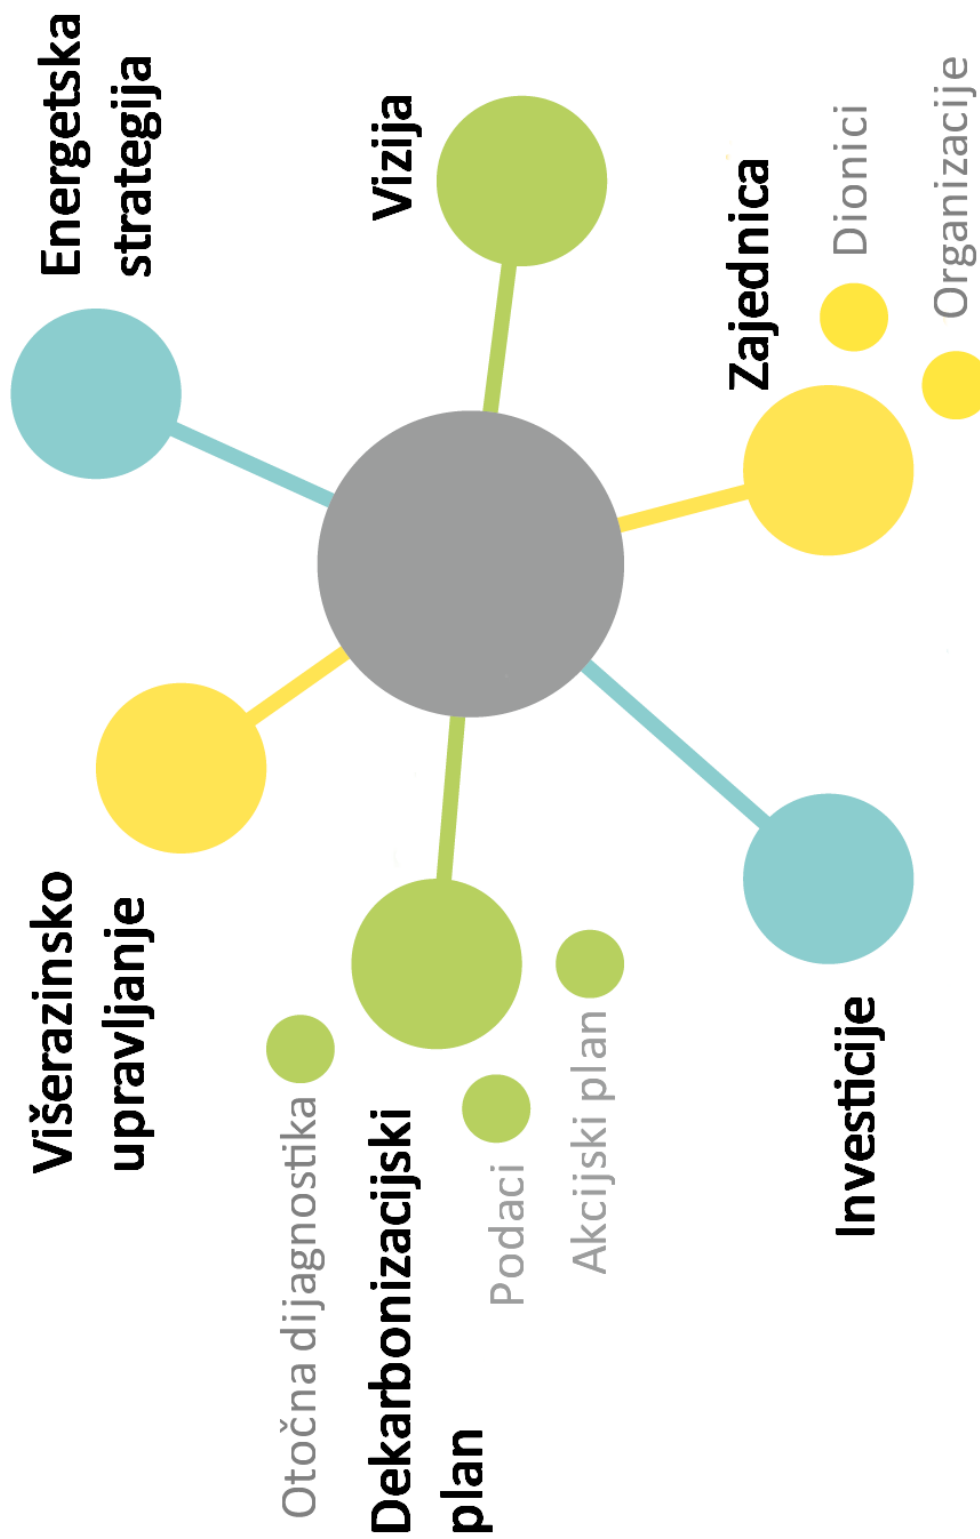 Višerazinsko
upravljanje
Energetska
strategija
Otočna dijagnostika
Dekarbonizacijski
plan
Podaci
Akcijski plan
Vizija
Zajednica
Dionici
Organizacije
Investicije